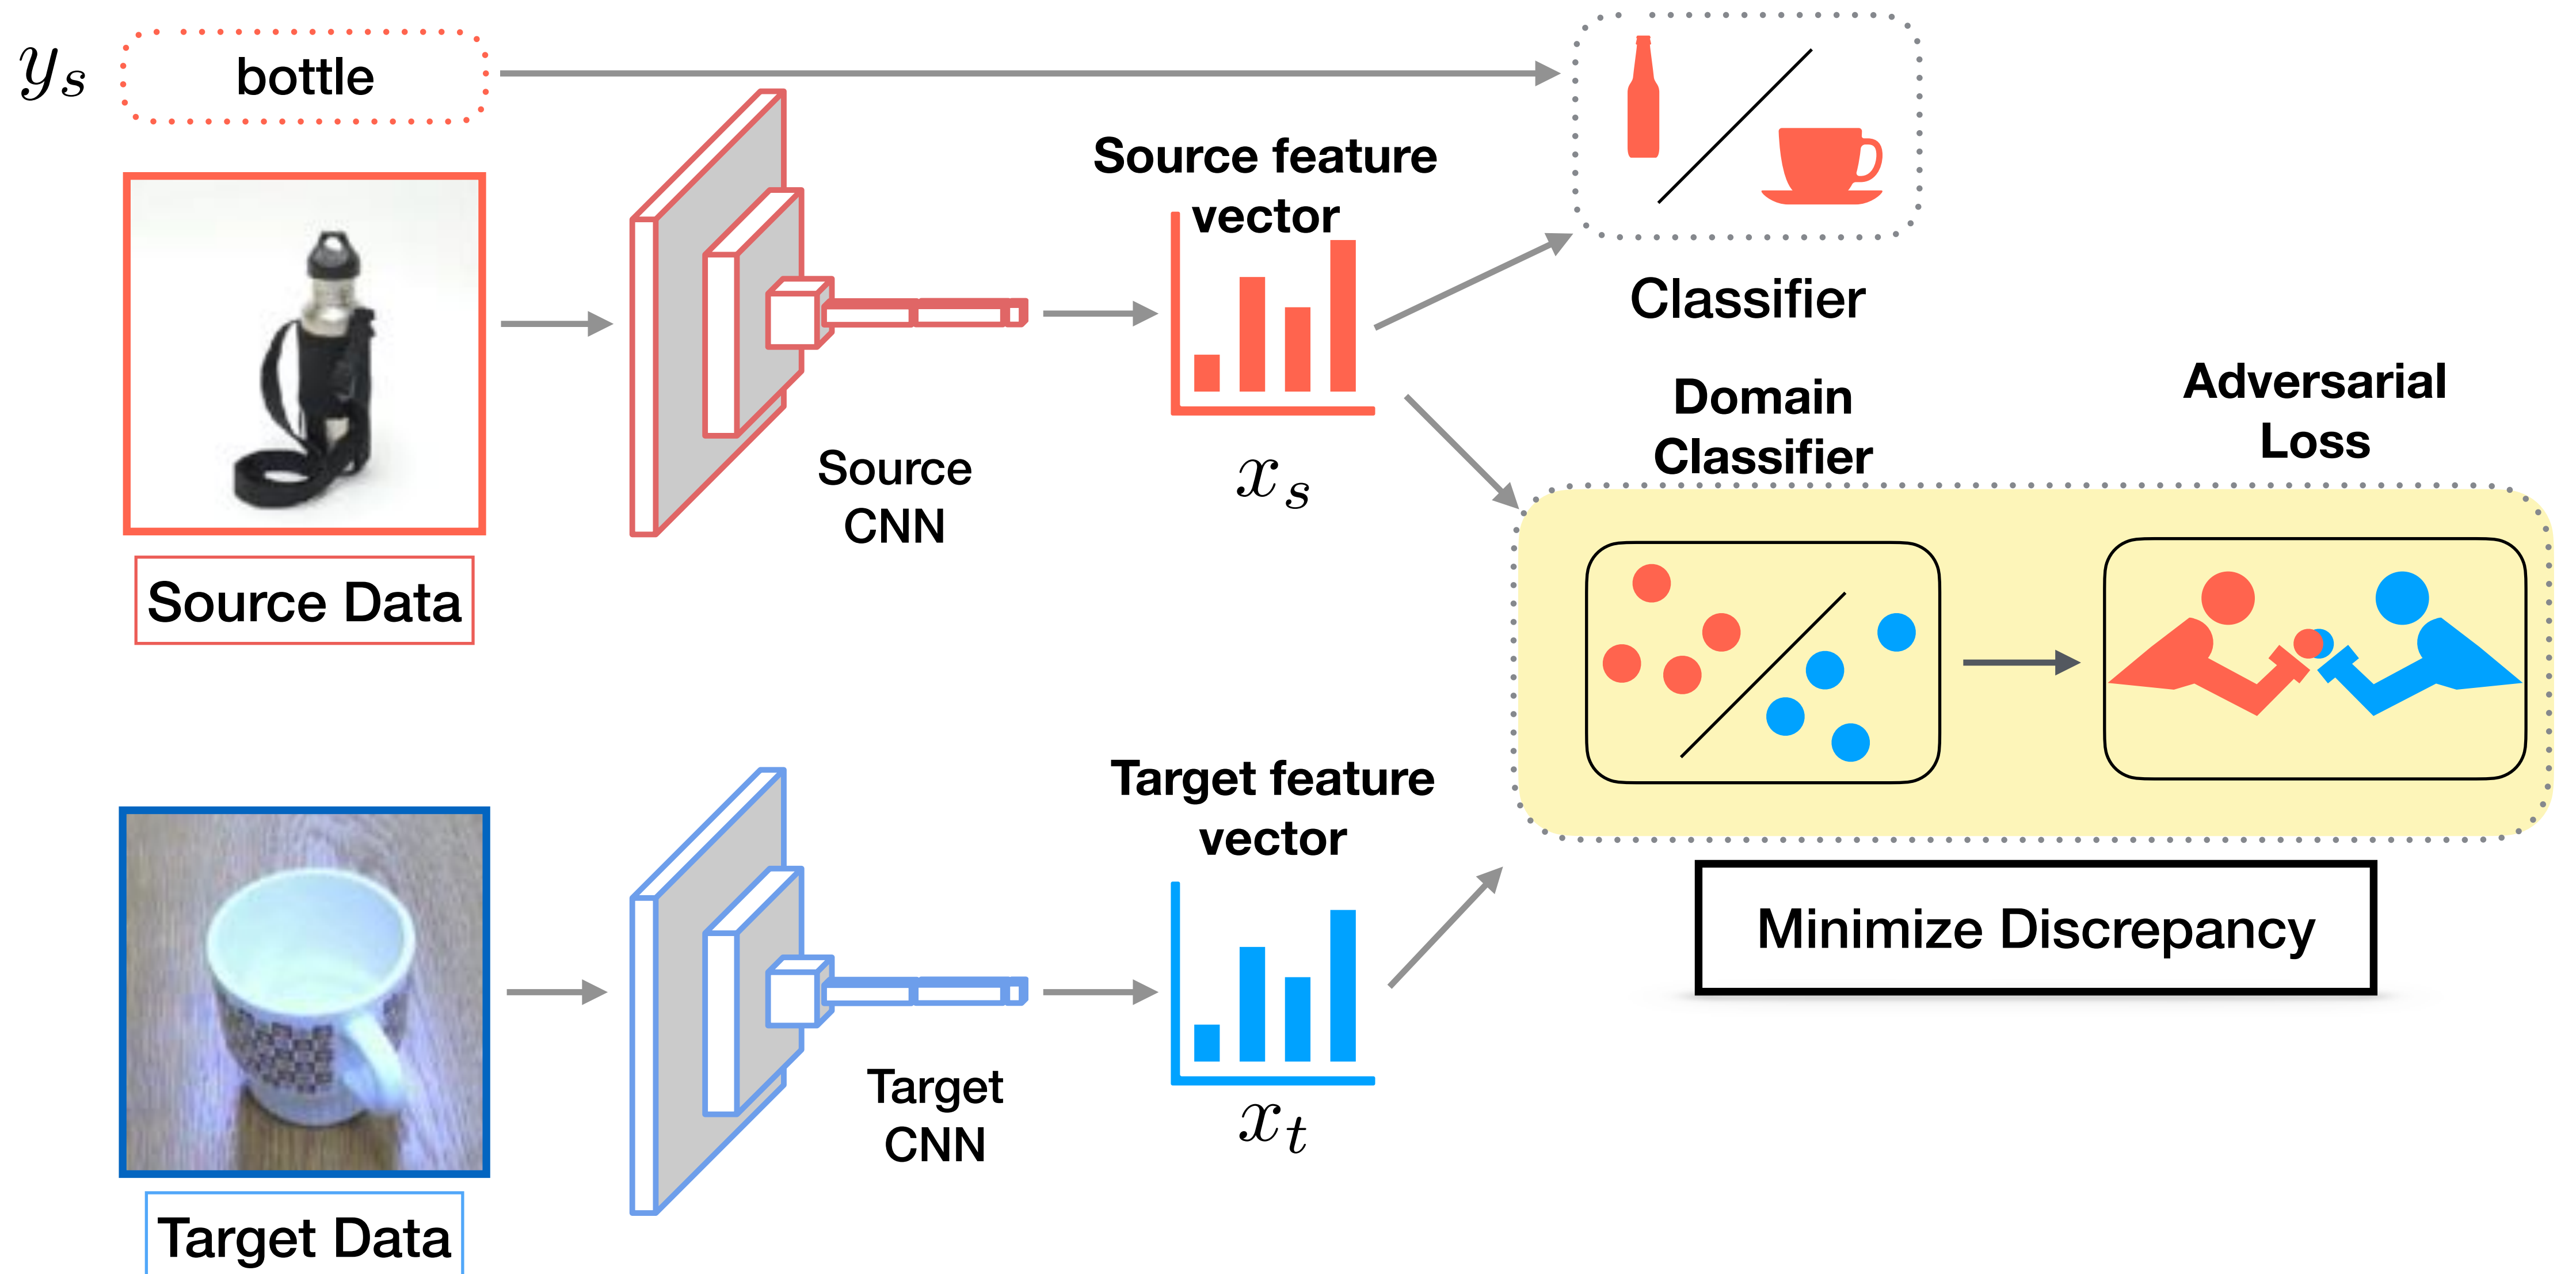 y_s
bottle
Source feature
vector
Classifier
Source
CNN
x_s
Source Data
Domain
Classifier
Adversarial
Loss
Target feature
vector
Minimize Discrepancy
Target
CNN
x_t
Target Data